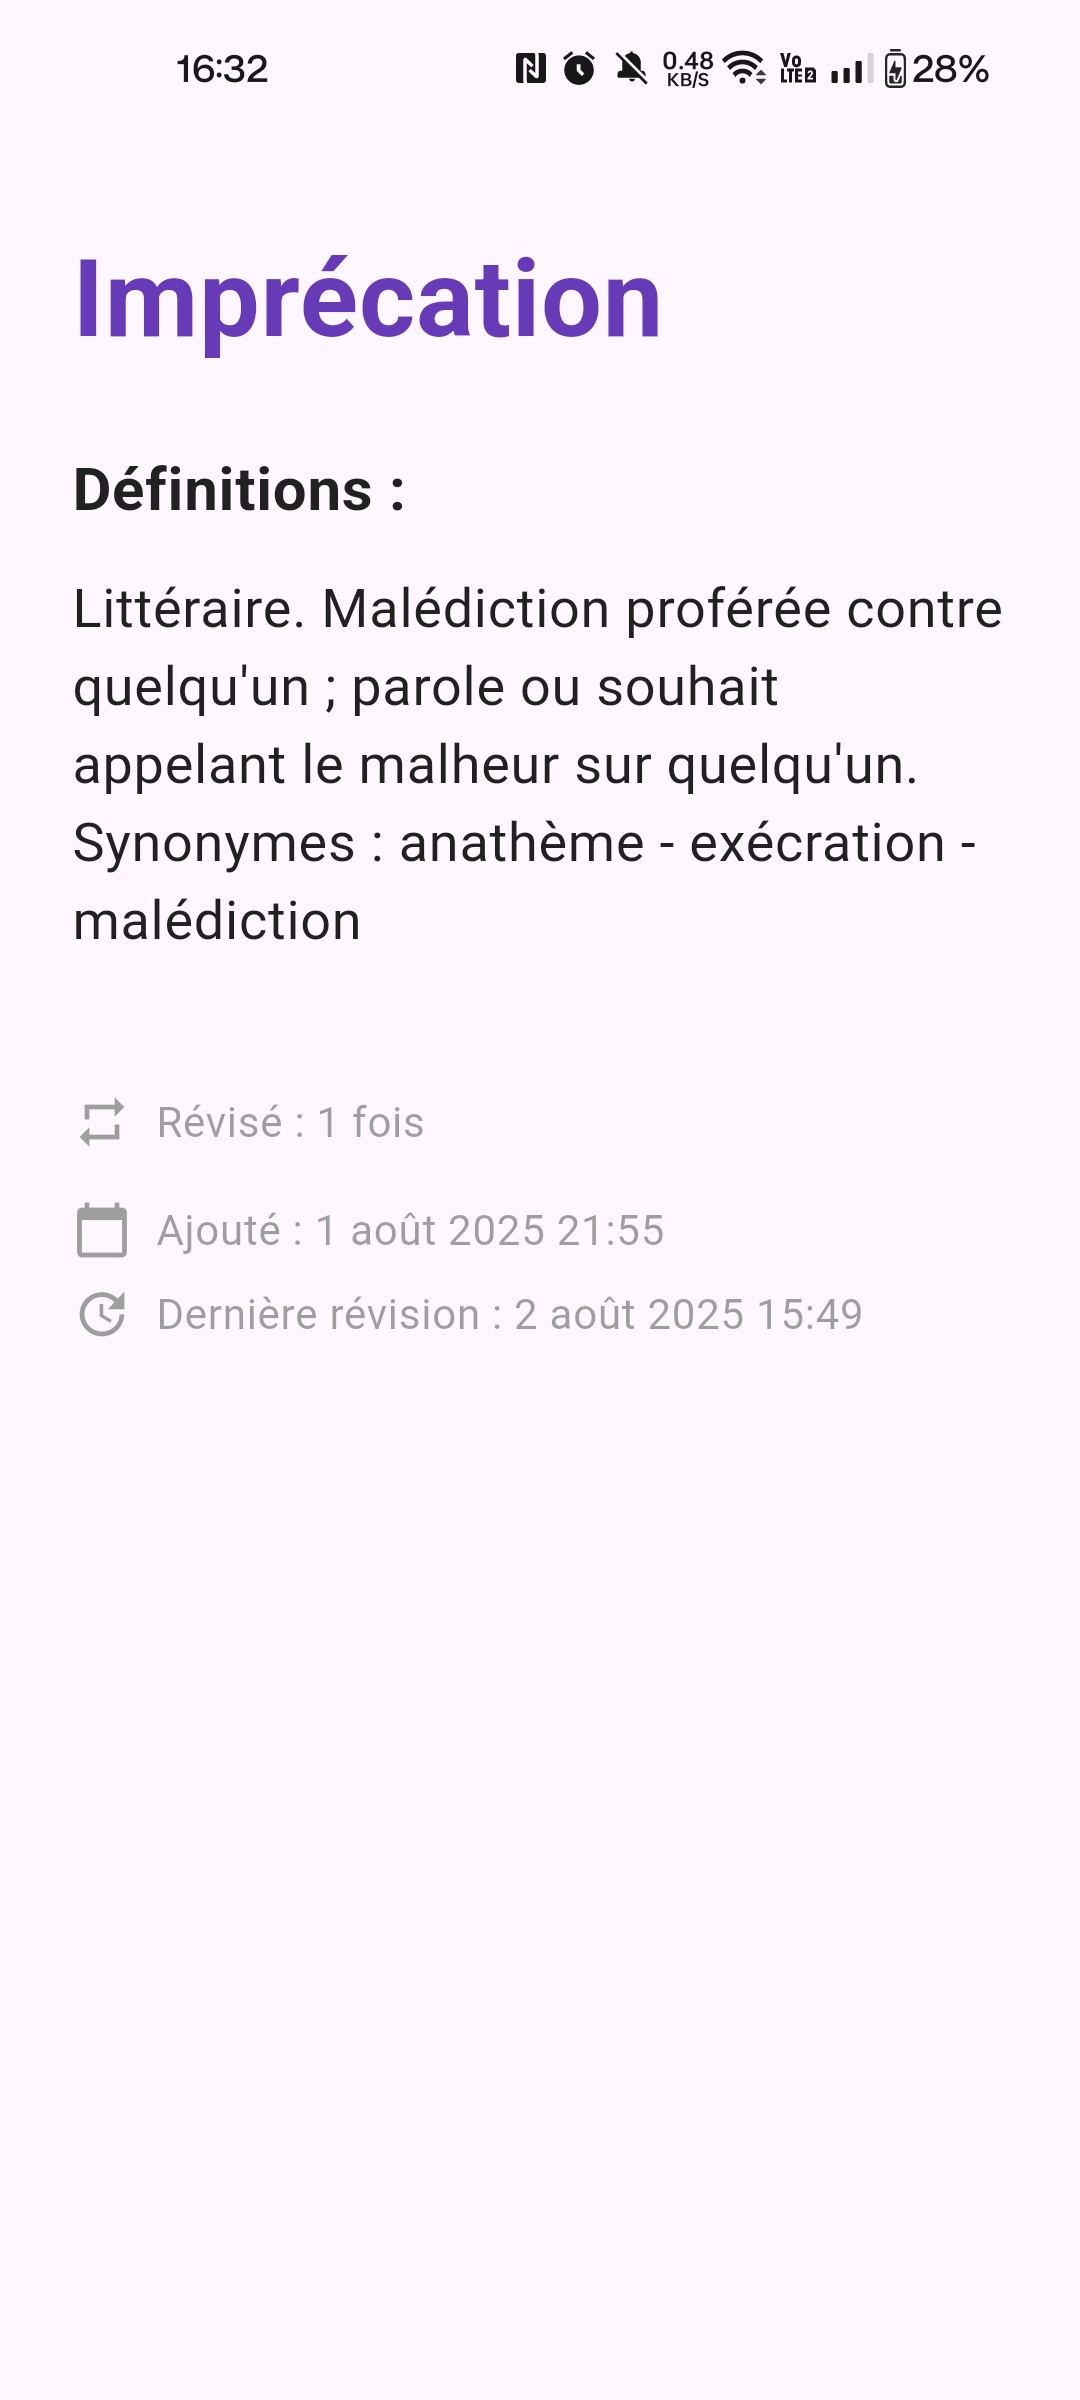 16:32
0.48
KB/S
Vo
LTE 2
28%
Imprécation
Définitions :
Littéraire. Malédiction proférée contre
quelqu'un ; parole ou souhait
appelant le malheur sur quelqu'un.
Synonymes : anathème - exécration -
malédiction
Révisé : 1 fois
Ajouté : 1 août 2025 21:55
Dernière révision : 2 août 2025 15:49